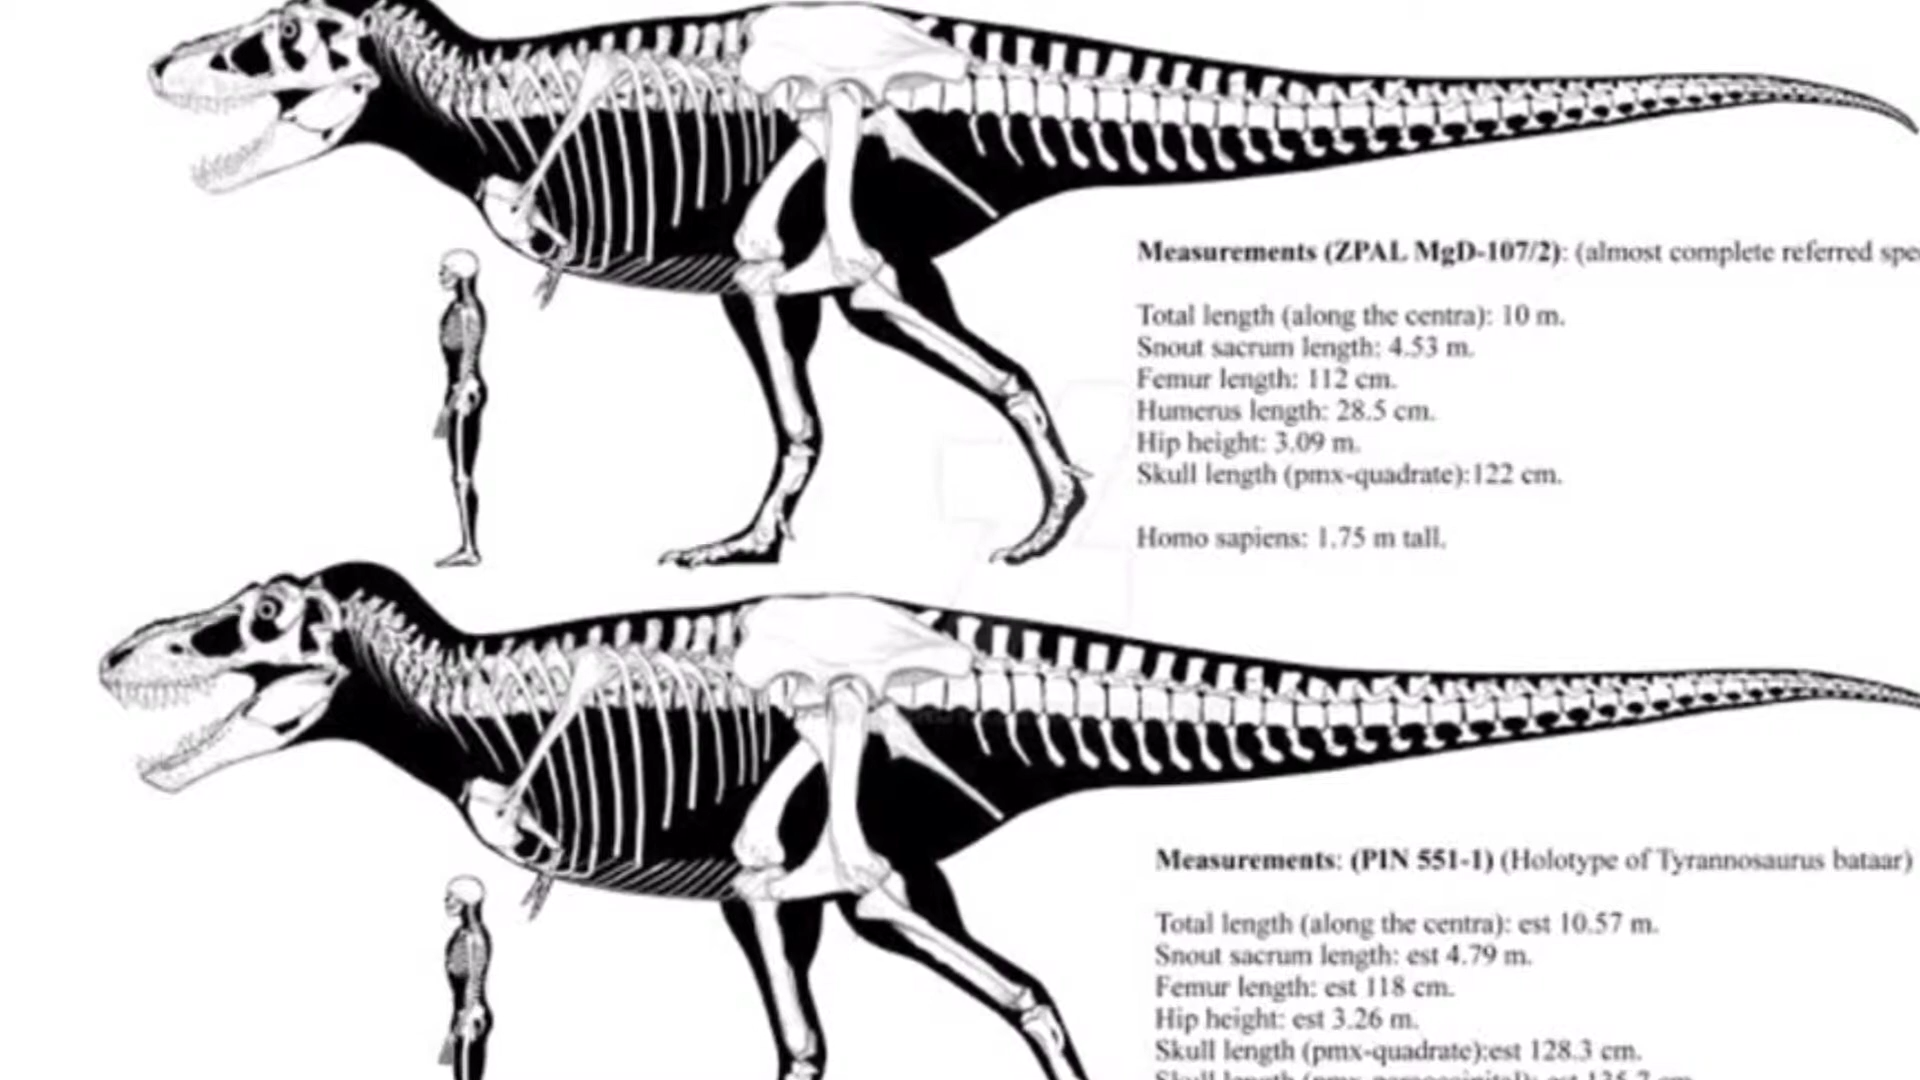 Measurements (ZPAL MgD-107/2): (almost complete referred
Total length (along the centra): 10 m.
Snout sacrum length: 4.53 m.
Femur length: 112 cm.
Humerus length: 28.5 cm.
Hip height: 3.09 m.
Skull length (pmx-quadrate):122 cm.
Homo sapiens: 1.75 m tall.
Measurements: (PIN 551-1) (Holotype of Tyrannosaurus bataar)
Total length (along the centra): est 10.57 m.
Snout sacrum length: est 4.79 m.
Femur length: est 118 cm.
Hip height: est 3.26 m.
Skull length (pmx-quadrate):est 128.3 cm.